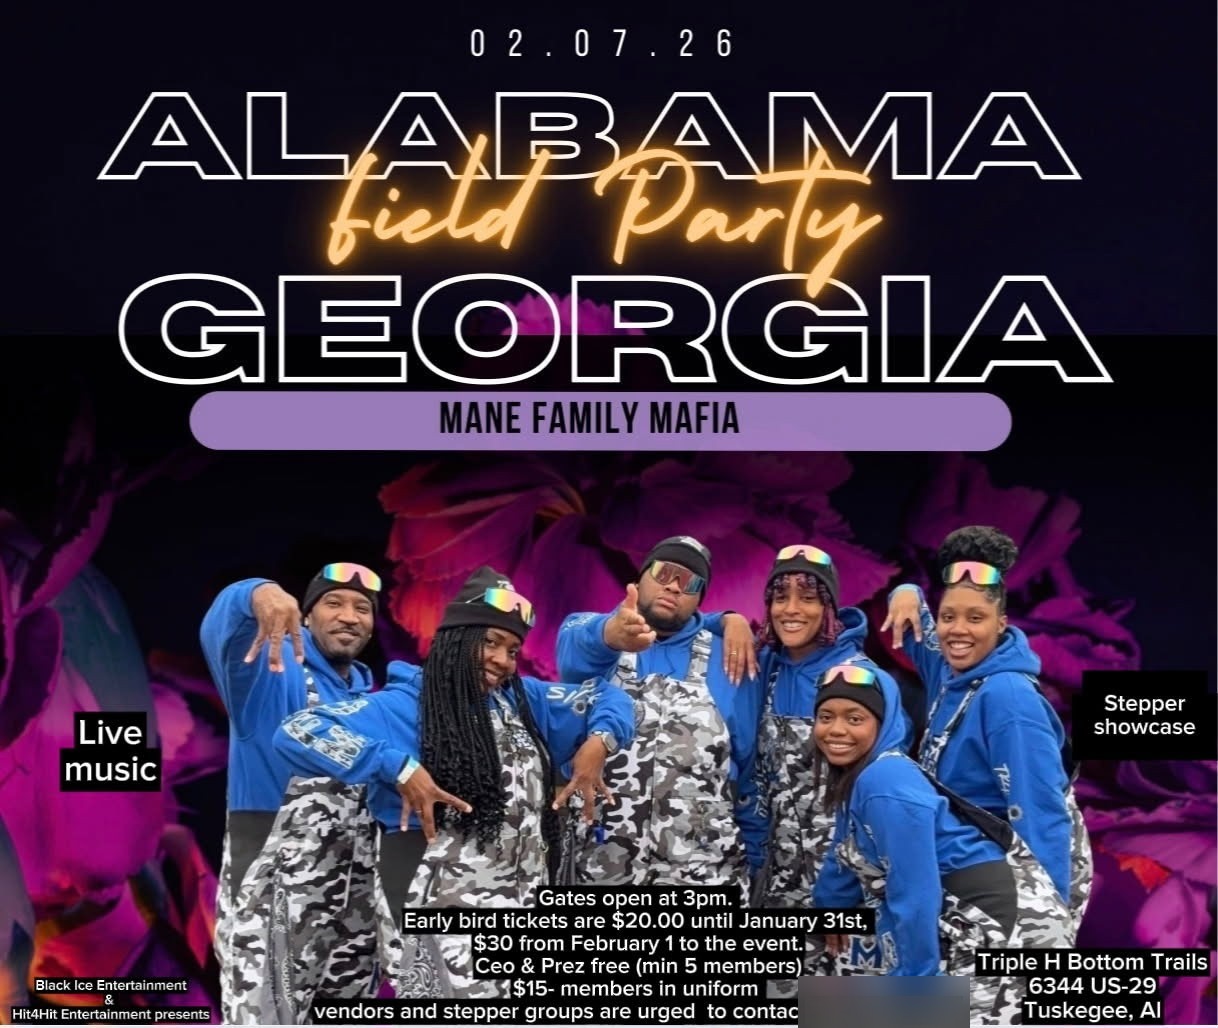 02.07.26
ALABAMA
field Party
GEORGIA
MANE FAMILY MAFIA
Live
music
Stepper
showcase
Gates open at 3pm.
Early bird tickets are $20.00 until January 31st,
$30 from February 1 to the event.
Ceo & Prez free (min 5 members)
$15- members in uniform
vendors and stepper groups are urged to contac
Black Ice Entertainment
&
Hit4Hit Entertainment presents
Triple H Bottom Trails
6344 US-29
Tuskegee, Al